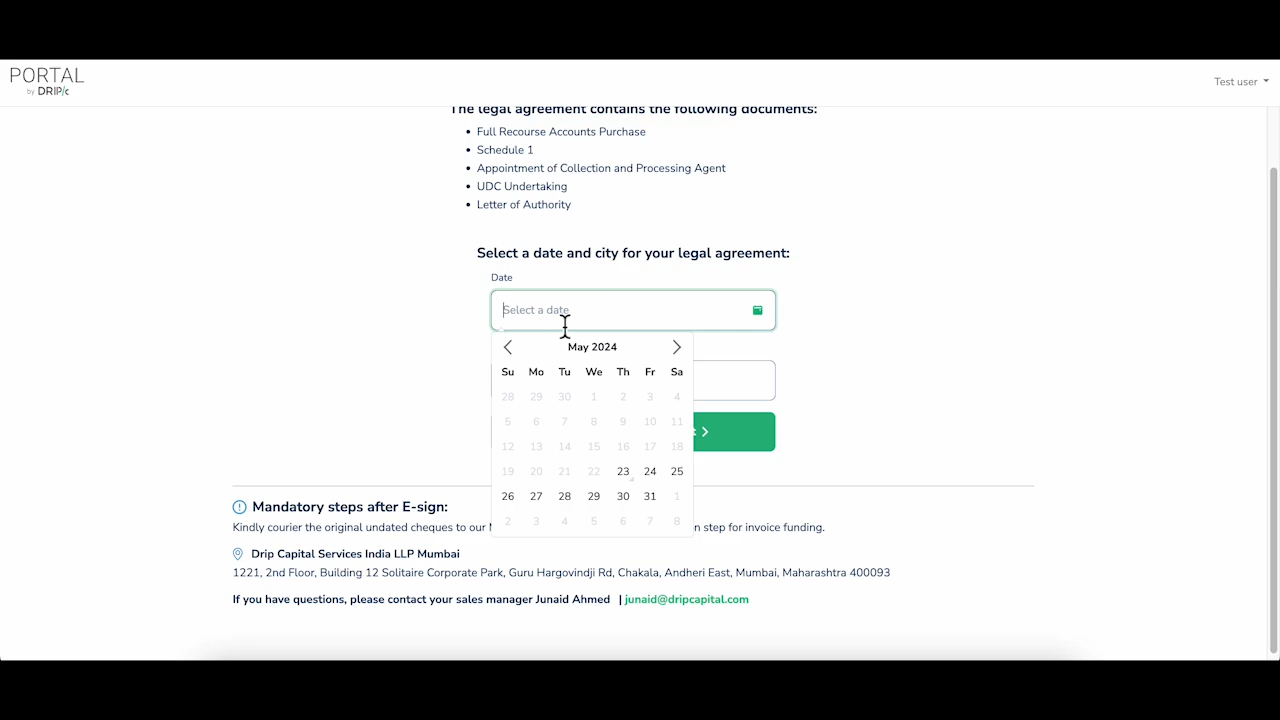 PORTAL
by DRIP/c
Test user
The legal agreement contains the following documents:
• Full Recourse Accounts Purchase
• Schedule 1
• Appointment of Collection and Processing Agent
• UDC Undertaking
• Letter of Authority
Select a date and city for your legal agreement:
Date
Select a date
May 2024
Su Mo Tu We Th Fr Sa
28 29 30 1 2 3 4
5 6 7 8 9 10 11
12 13 14 15 16 17 18
19 20 21 22 23 24 25
26 27 28 29 30 31 1
2 3 4 5 6 7 8
Mandatory steps after E-sign:
Kindly courier the original undated cheques to our n step for invoice funding.
Drip Capital Services India LLP Mumbai
1221, 2nd Floor, Building 12 Solitaire Corporate Park, Guru Hargovindji Rd, Chakala, Andheri East, Mumbai, Maharashtra 400093
If you have questions, please contact your sales manager Junaid Ahmed | junaid@dripcapital.com